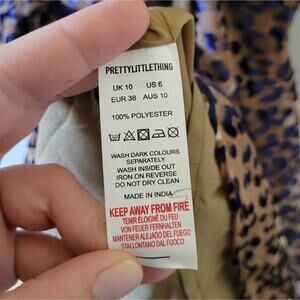 PRETTYLITTLETHING
UK 10 US 6
EUR 38 AUS 10
100% POLYESTER
WASH DARK COLOURS
SEPARATELY
WASH INSIDE OUT
IRON ON REVERSE
DO NOT DRY CLEAN
MADE IN INDIA
KEEP AWAY FROM FIRE
TENIR ÉLOIGNÉ DU FEU
VON FEUER FERNHALTEN
MANTENER ALEJADO DEL FUEGO
STAI LONTANO DAL FUOCO